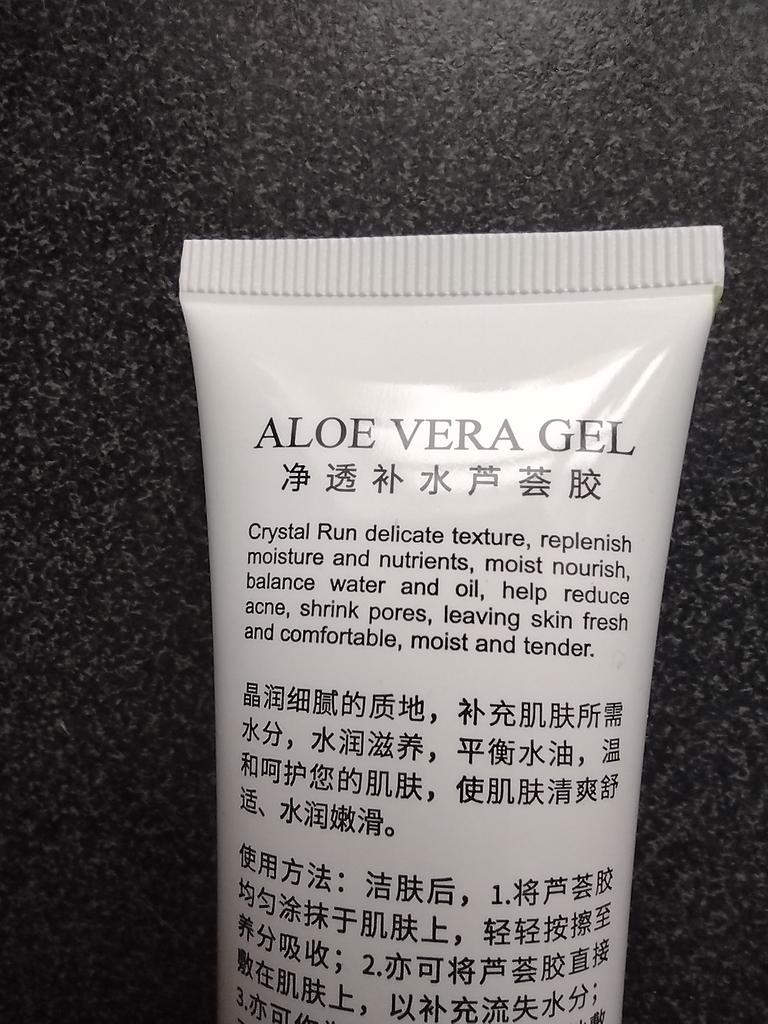 ALOE VERA GEL
净透补水芦荟胶
Crystal Run delicate texture, replenish
moisture and nutrients, moist nourish,
balance water and oil, help reduce
acne, shrink pores, leaving skin fresh
and comfortable, moist and tender.
晶润细腻的质地，补充肌肤所需
水分，水润滋养，平衡水油，温
和呵护您的肌肤，使肌肤清爽舒
适、水润嫩滑。
使用方法：洁肤后，1.将芦荟胶
均匀涂抹于肌肤上，轻轻按擦至
养分吸收；2.亦可将芦荟胶直接
敷在肌肤上，以补充流失水分；
3.亦可